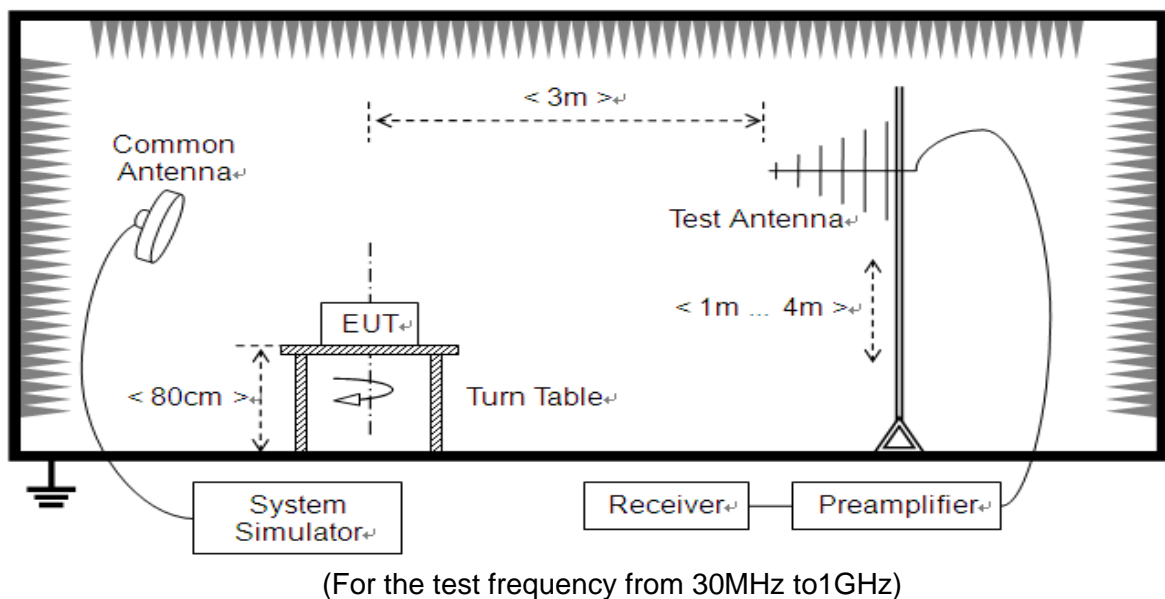 < 3m >↵
Common
Antenna↵
Test Antenna↵
< 1m ... 4m >↵
EUT↵
< 80cm >↵
Turn Table↵
System
Simulator↵
Receiver↵
Preamplifier↵
(For the test frequency from 30MHz to1GHz)